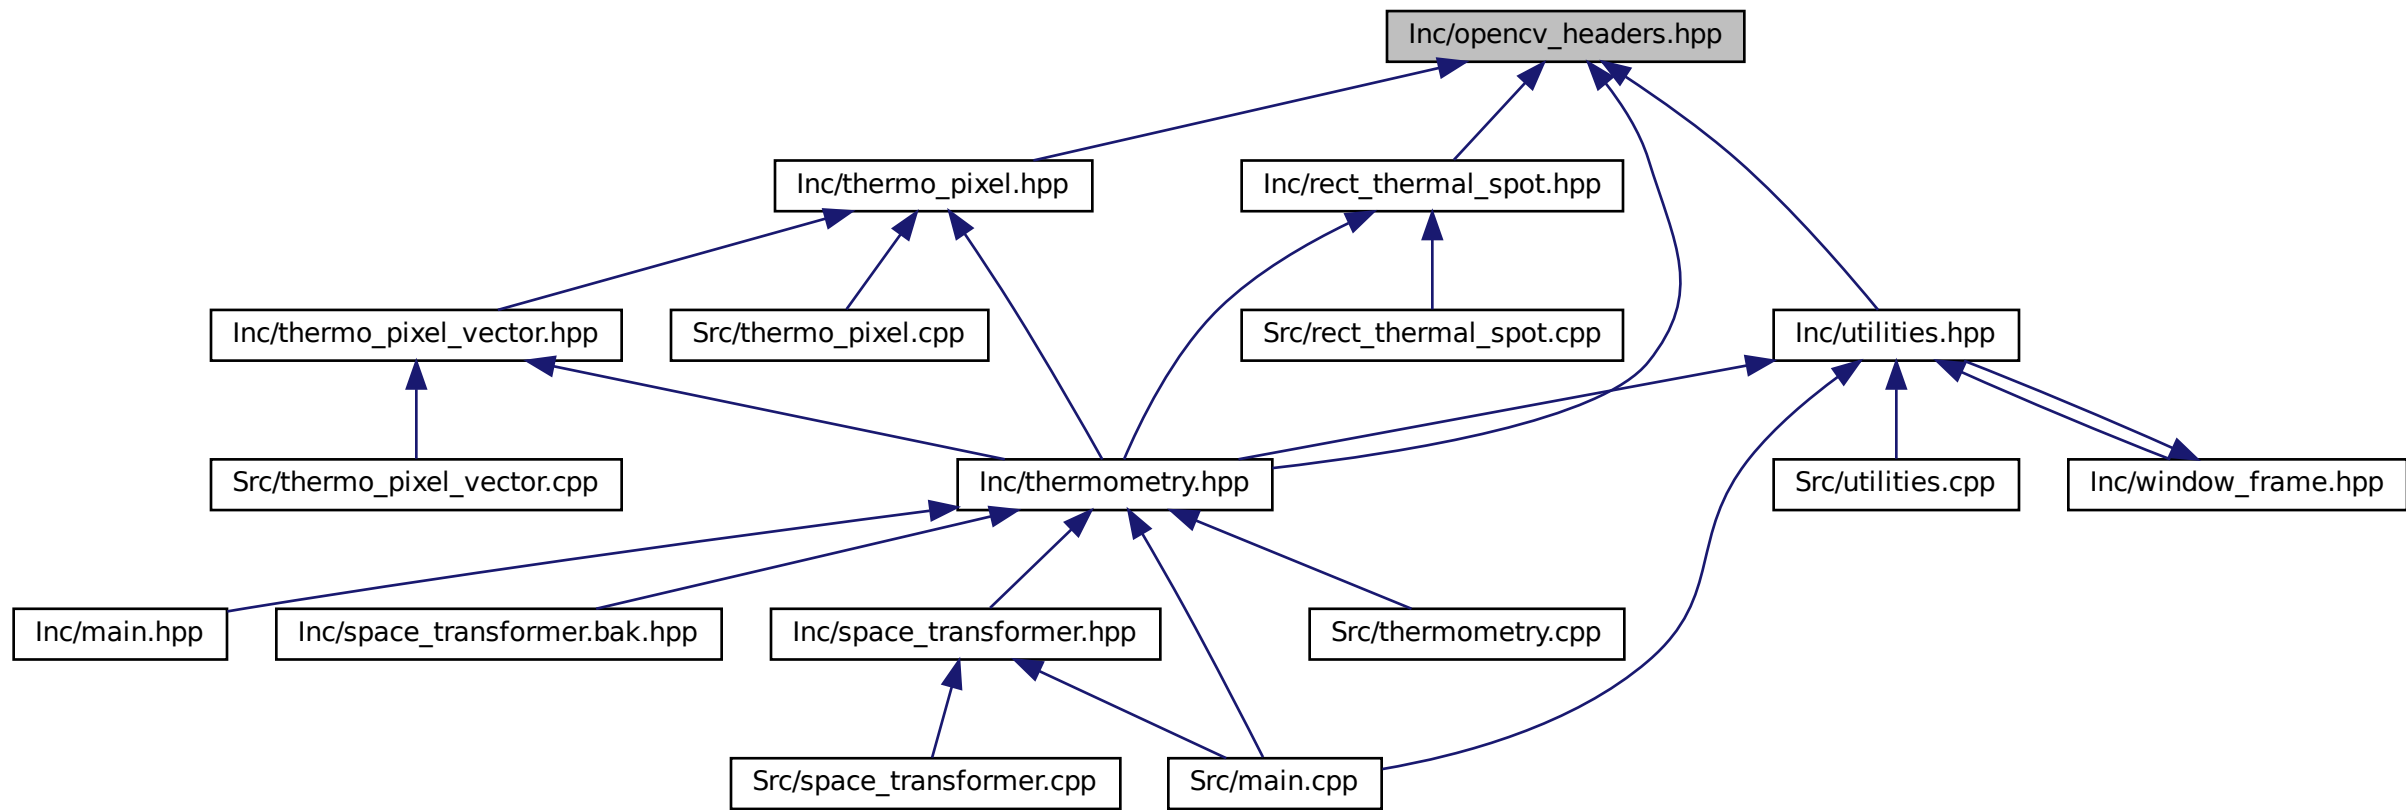 Inc/opencv_headers.hpp
Inc/thermo_pixel.hpp
Inc/rect_thermal_spot.hpp
Inc/thermo_pixel_vector.hpp
Src/thermo_pixel.cpp
Src/rect_thermal_spot.cpp
Inc/utilities.hpp
Src/thermo_pixel_vector.cpp
Inc/thermometry.hpp
Src/utilities.cpp
Inc/window_frame.hpp
Inc/main.hpp
Inc/space_transformer.bak.hpp
Inc/space_transformer.hpp
Src/thermometry.cpp
Src/space_transformer.cpp
Src/main.cpp